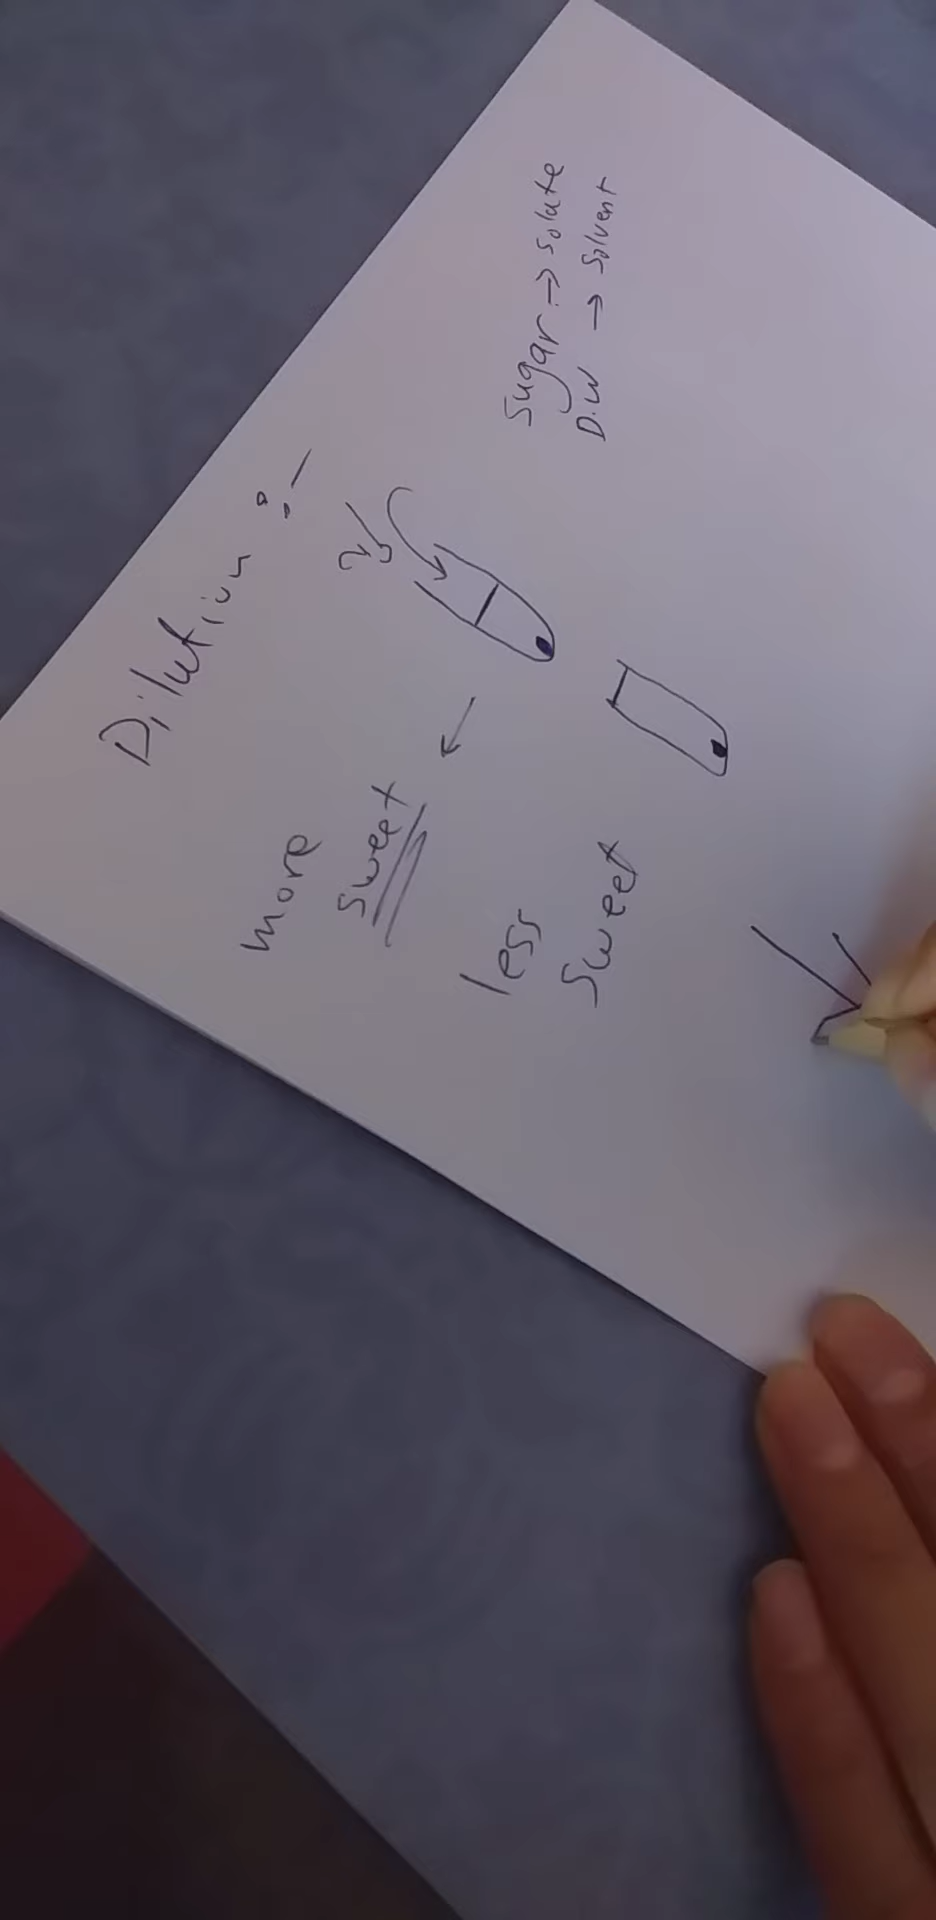 Dilution :-
Sugar → Solute
D.W → Solvent
more
sweet
less
sweet